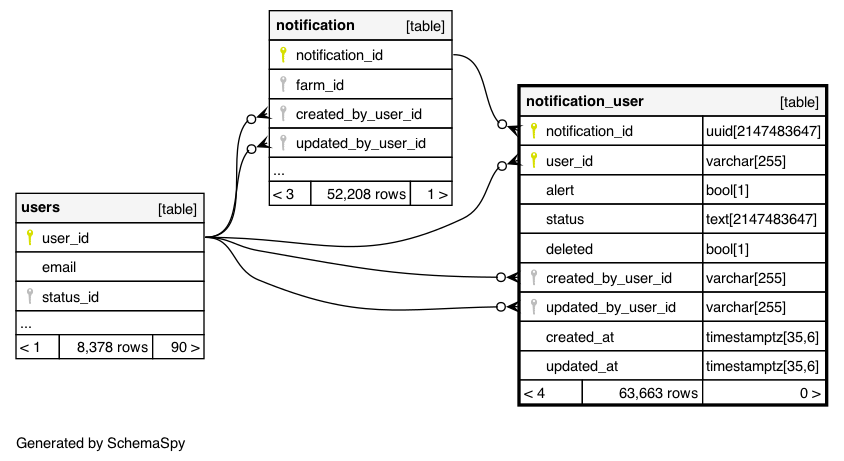 notification [table]
notification_id
farm_id
created_by_user_id
updated_by_user_id
...
< 3 52,208 rows 1 >
notification_user [table]
notification_id uuid[2147483647]
user_id varchar[255]
alert bool[1]
status text[2147483647]
deleted bool[1]
created_by_user_id varchar[255]
updated_by_user_id varchar[255]
created_at timestamptz[35,6]
updated_at timestamptz[35,6]
< 4 63,663 rows 0 >
users [table]
user_id
email
status_id
...
< 1 8,378 rows 90 >
Generated by SchemaSpy